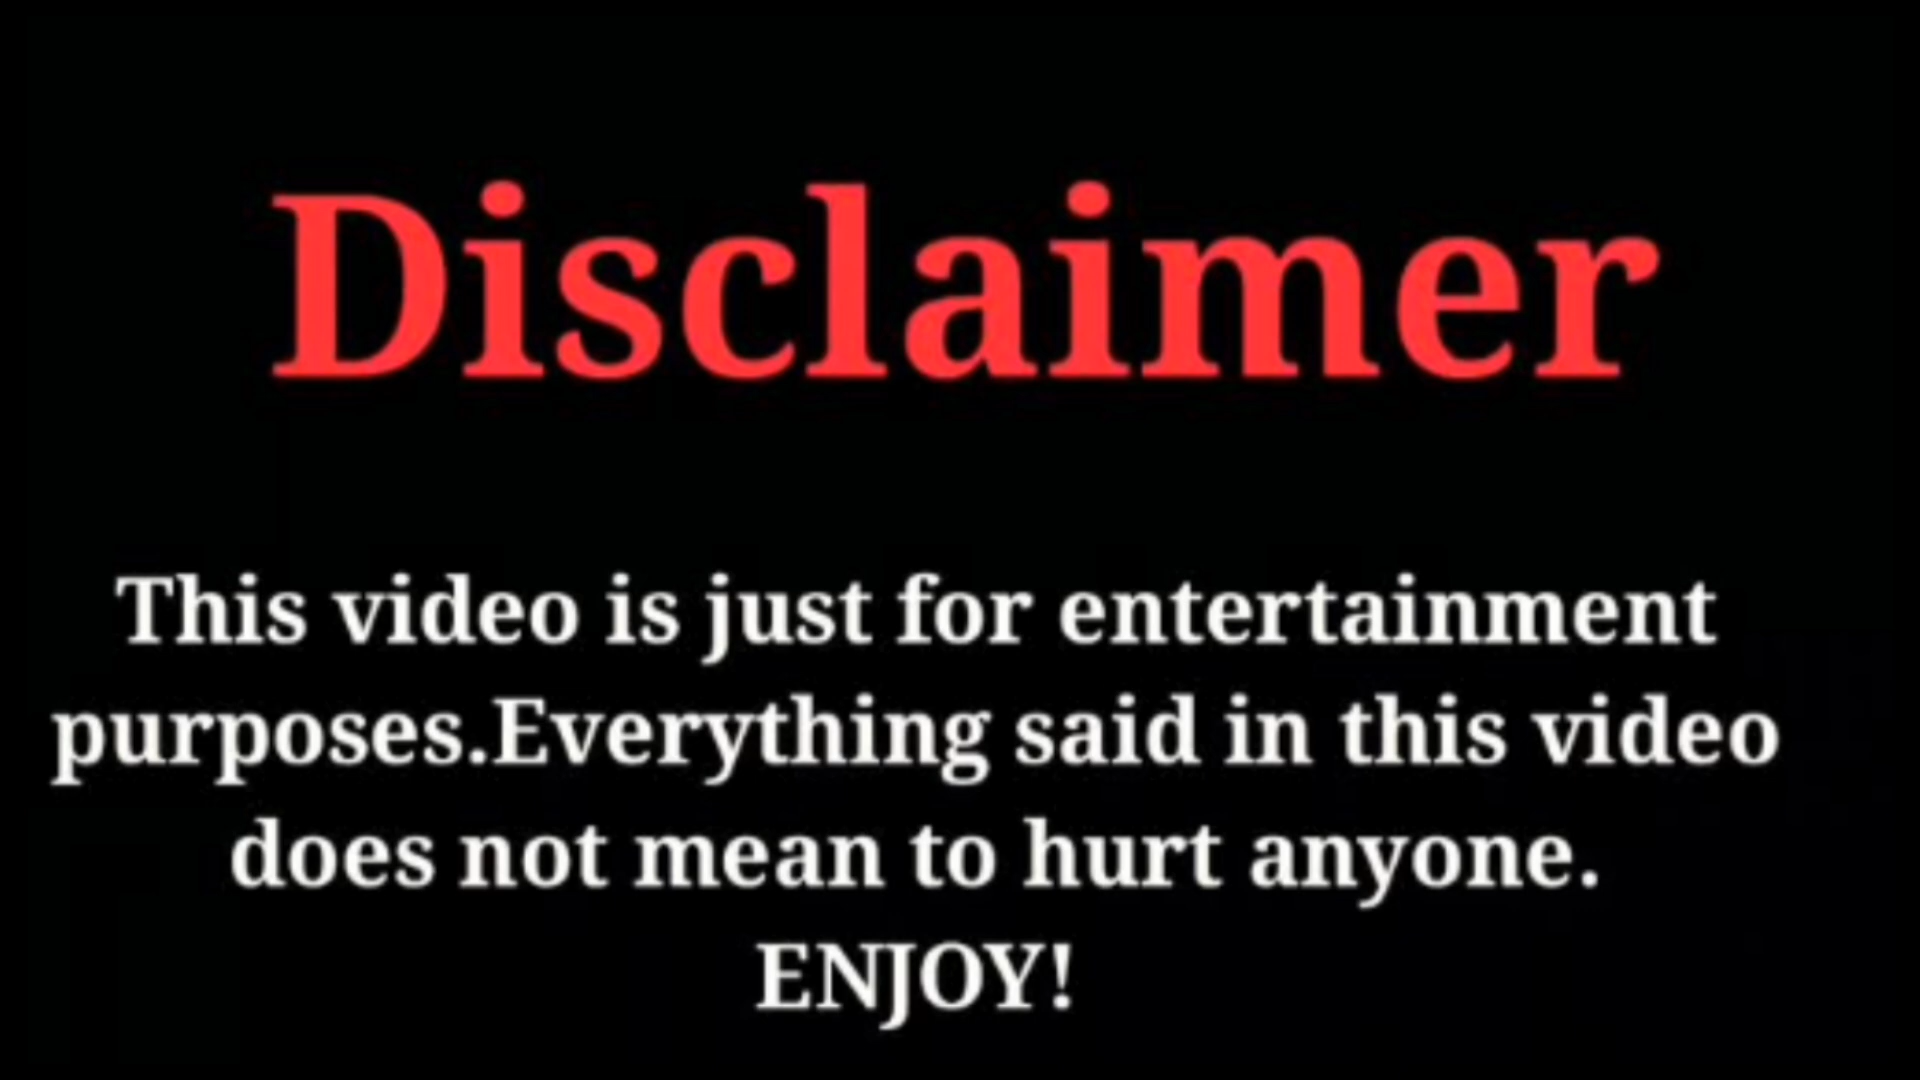 Disclaimer
This video is just for entertainment
purposes.Everything said in this video
does not mean to hurt anyone.
ENJOY!